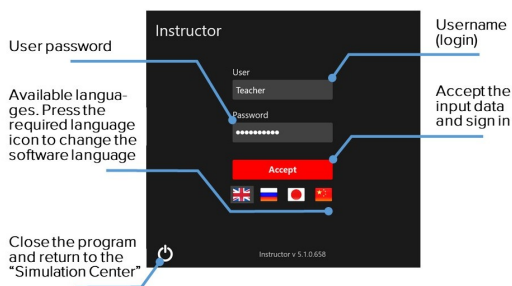 Instructor
Username
(login)
User password
User
Teacher
Available langua-
ges. Press the
required language
icon to change the
software language
Password
••••••••••
Accept the
input data
and sign in
Accept
Close the program
and return to the
“Simulation Center”
Instructor v 5.1.0.658